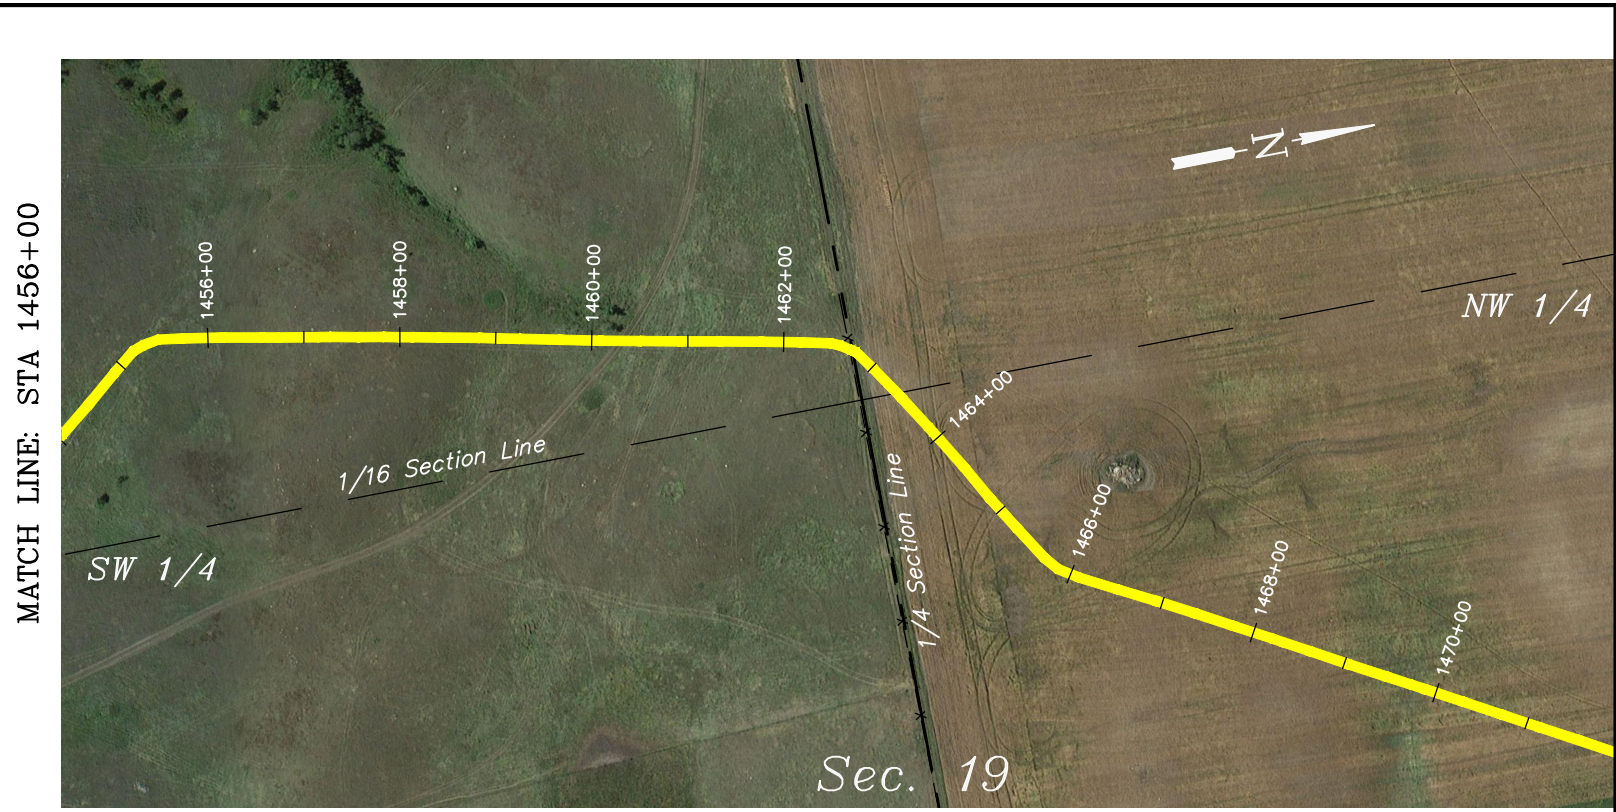 MATCH LINE: STA 1456+00
N
NW 1/4
1456+00
1458+00
1460+00
1462+00
1464+00
1/16 Section Line
SW 1/4
1/4 Section Line
1466+00
1468+00
1470+00
Sec. 19